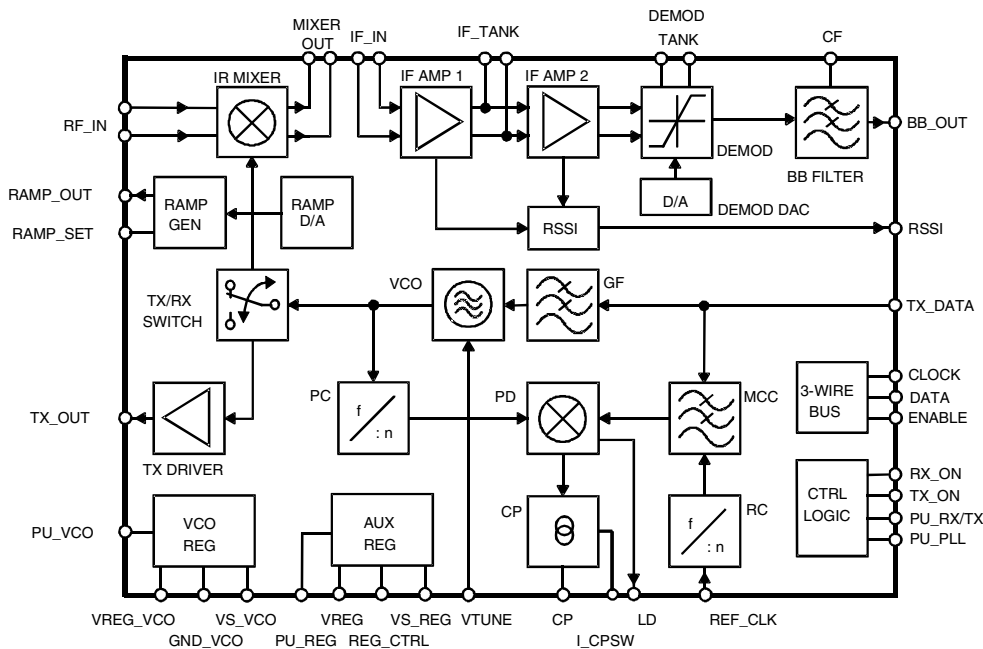 MIXER OUT
IF_IN
IF_TANK
DEMOD TANK
CF
IR MIXER
IF AMP 1
IF AMP 2
RF_IN
DEMOD
BB FILTER
BB_OUT
RAMP_OUT
RAMP_SET
RAMP GEN
RAMP D/A
D/A
DEMOD DAC
RSSI
RSSI
TX/RX SWITCH
VCO
GF
TX_DATA
TX_OUT
TX DRIVER
PC
f
: n
PD
MCC
3-WIRE BUS
CLOCK
DATA
ENABLE
PU_VCO
VCO REG
AUX REG
CP
f
: n
RC
CTRL LOGIC
RX_ON
TX_ON
PU_RX/TX
PU_PLL
VREG_VCO
GND_VCO
VS_VCO
PU_REG
VREG
REG_CTRL
VS_REG
VTUNE
CP
I_CPSW
LD
REF_CLK